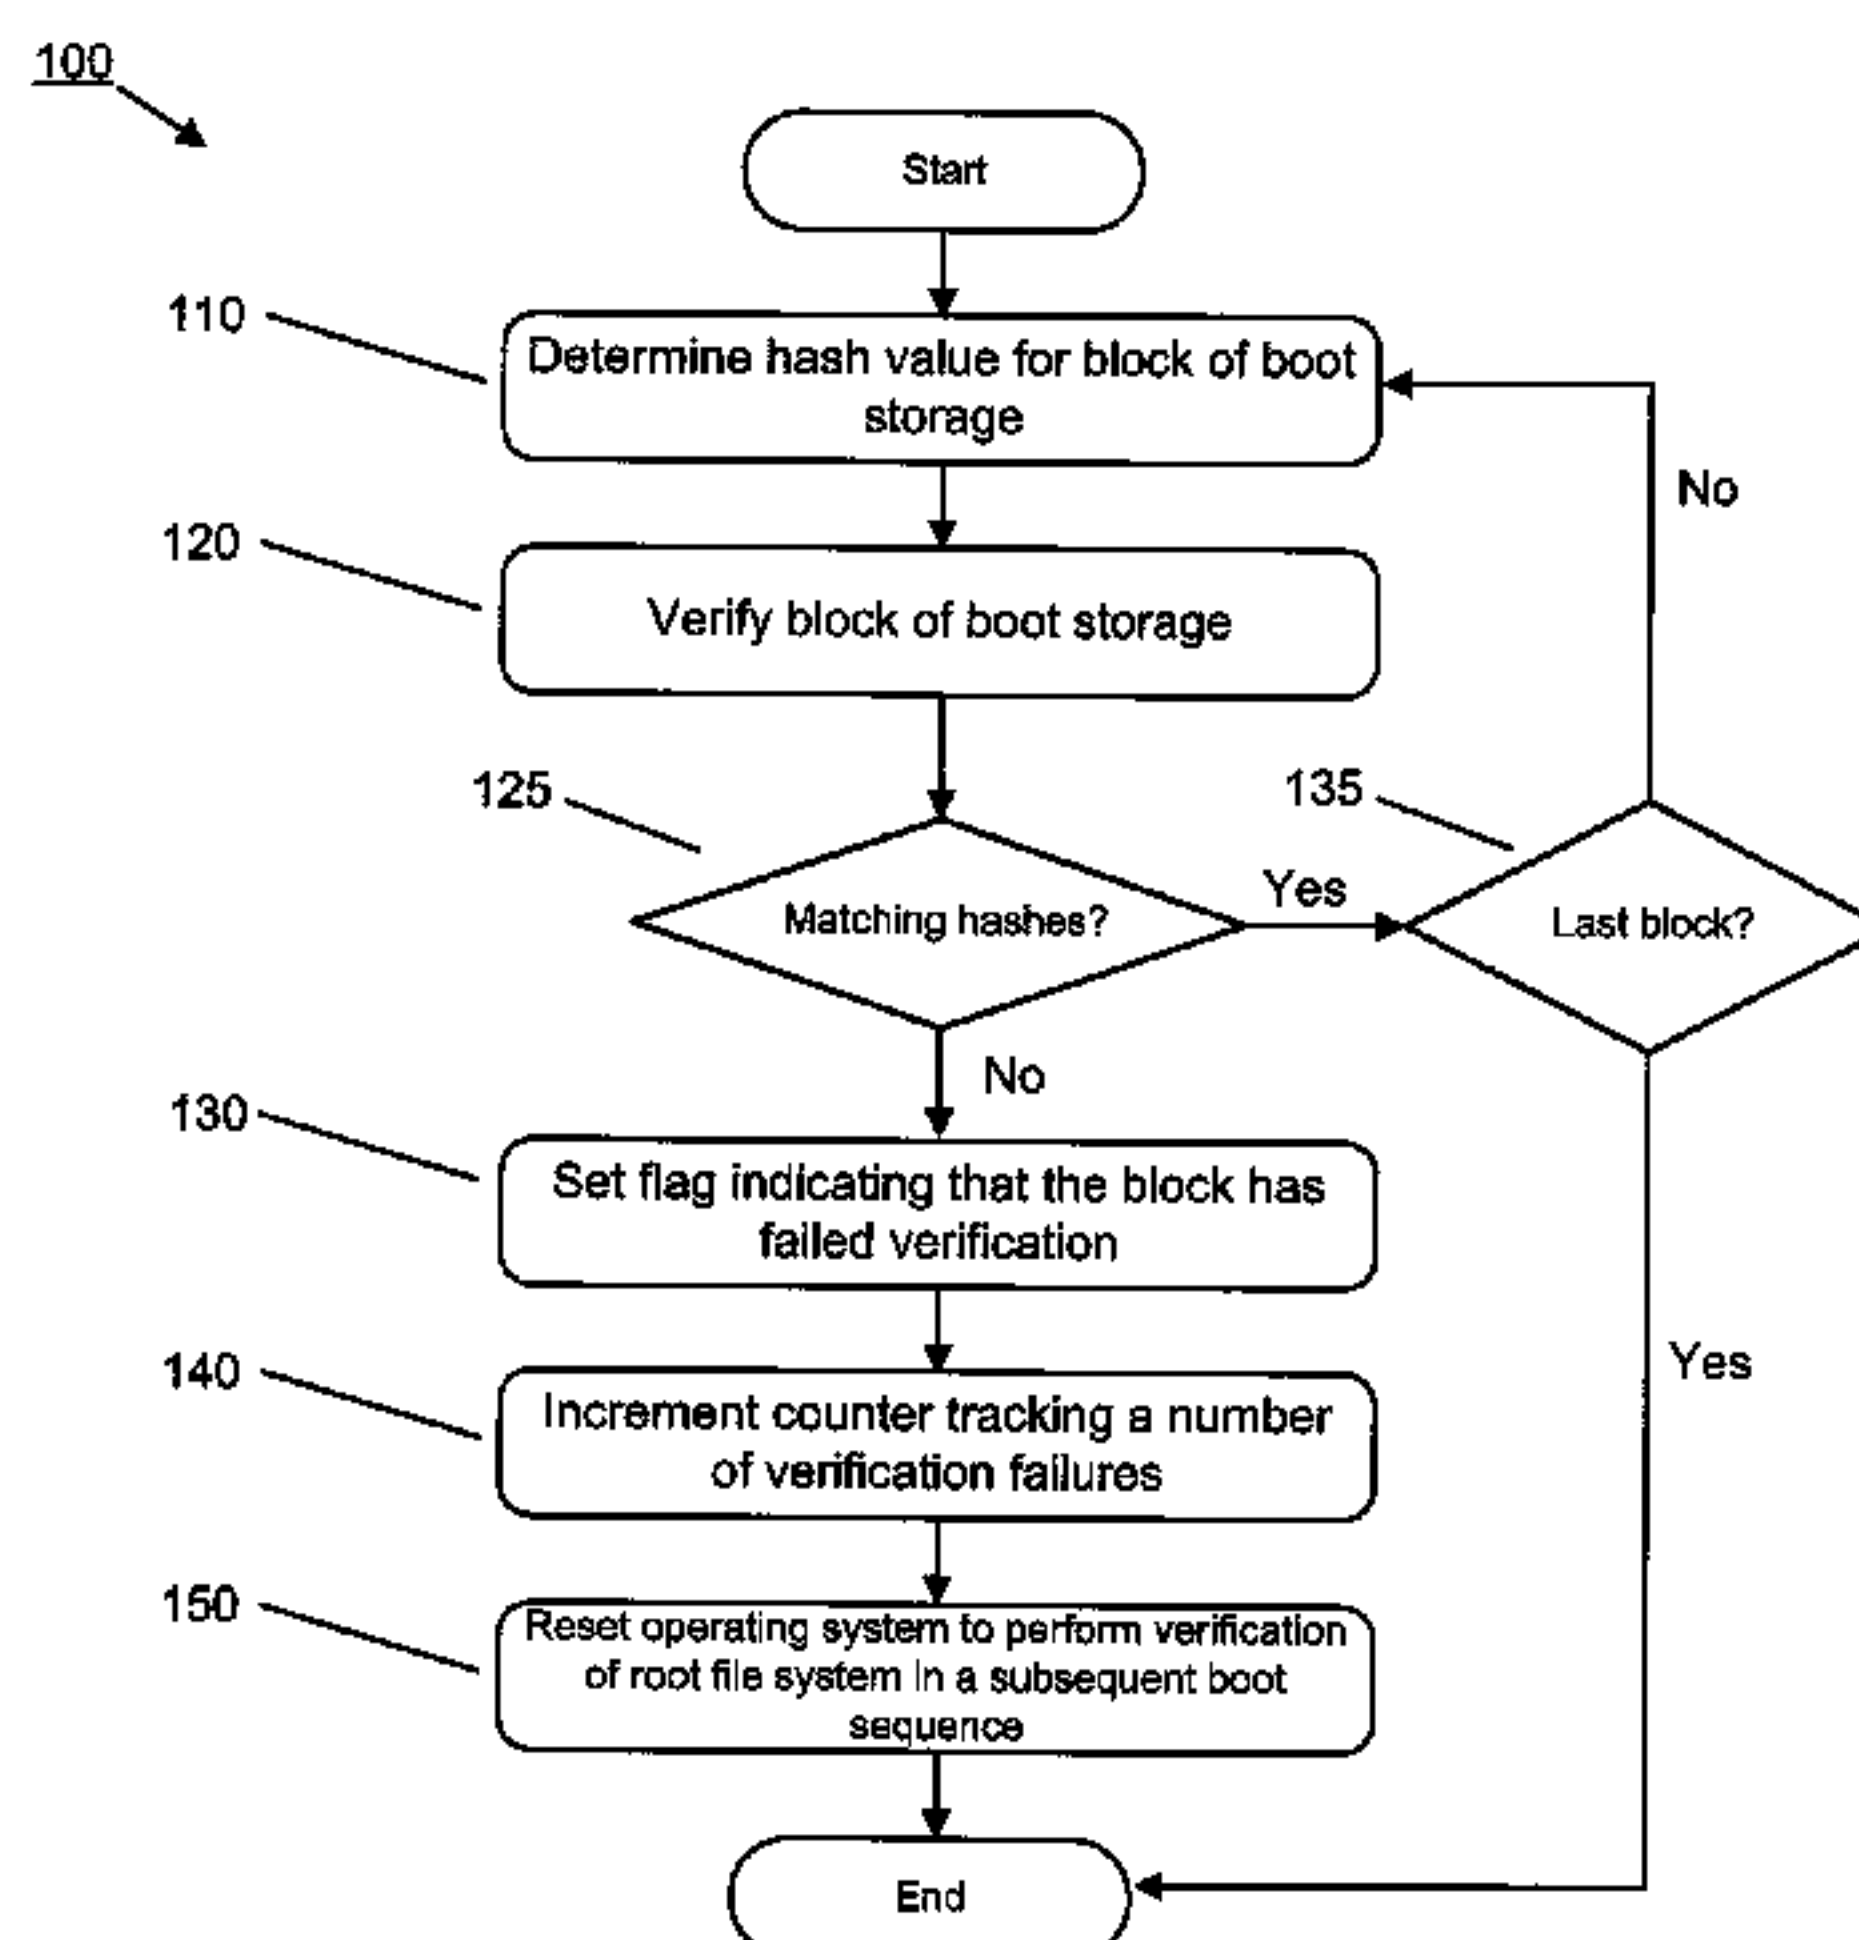 100
Start
110
Determine hash value for block of boot
storage
No
120
Verify block of boot storage
125
135
Matching hashes?
Yes
Last block?
No
130
Set flag indicating that the block has
failed verification
140
Increment counter tracking a number
of verification failures
Yes
150
Reset operating system to perform verification
of root file system in a subsequent boot
sequence
End